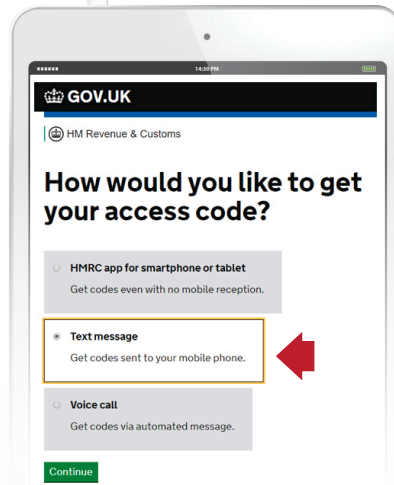 14:30 PM
GOV.UK
HM Revenue & Customs
How would you like to get
your access code?
HMRC app for smartphone or tablet
Get codes even with no mobile reception.
Text message
Get codes sent to your mobile phone.
Voice call
Get codes via automated message.
Continue